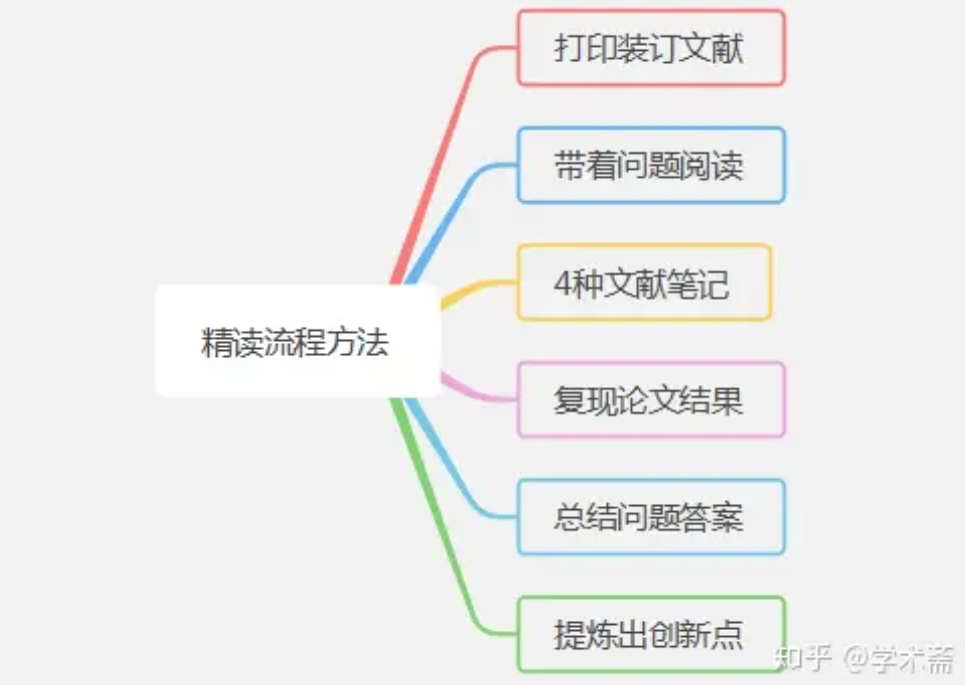 打印装订文献
带着问题阅读
4种文献笔记
精读流程方法
复现论文结果
总结问题答案
提炼出创新点
知乎 @学术斋